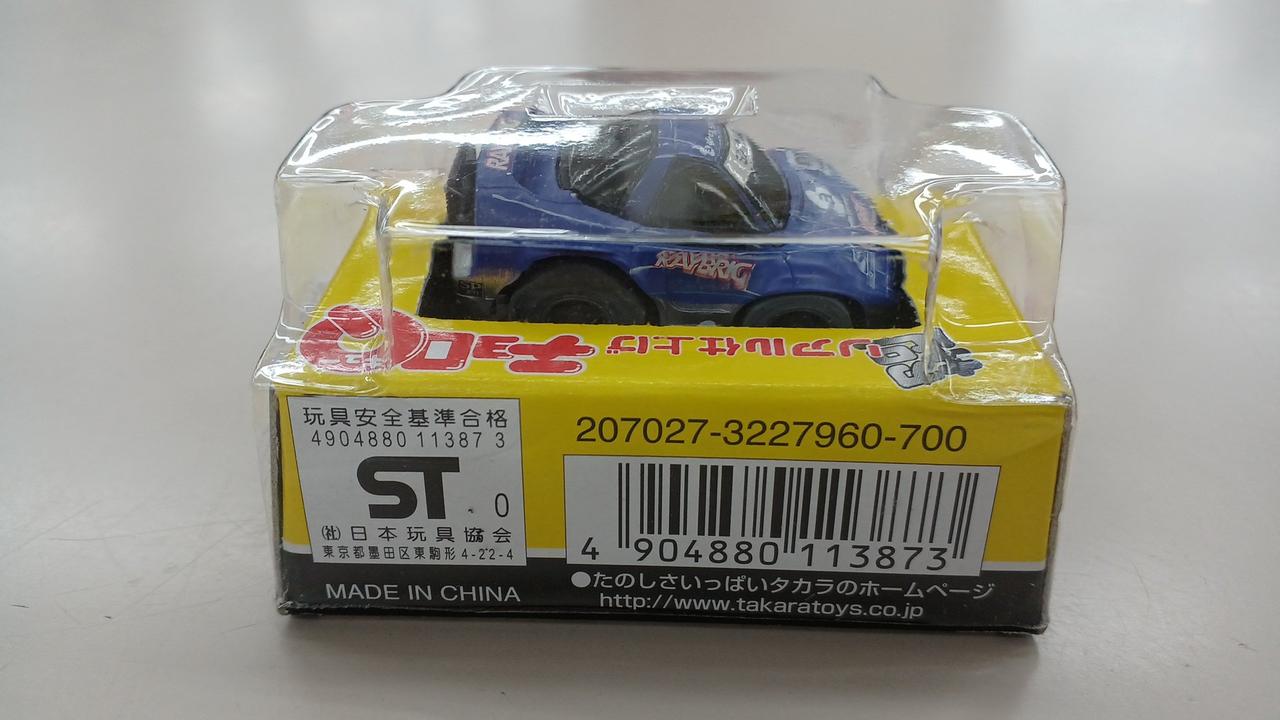 RAYBRIG
チョロQ リアル仕上げ
玩具安全基準合格
4904880 11387 3
ST 0
(社)日本玩具協会
東京都墨田区東駒形4-22-4
MADE IN CHINA
207027-3227960-700
4 904880 113873
●たのしさいっぱいタカラのホームページ
http://www.takaratoys.co.jp